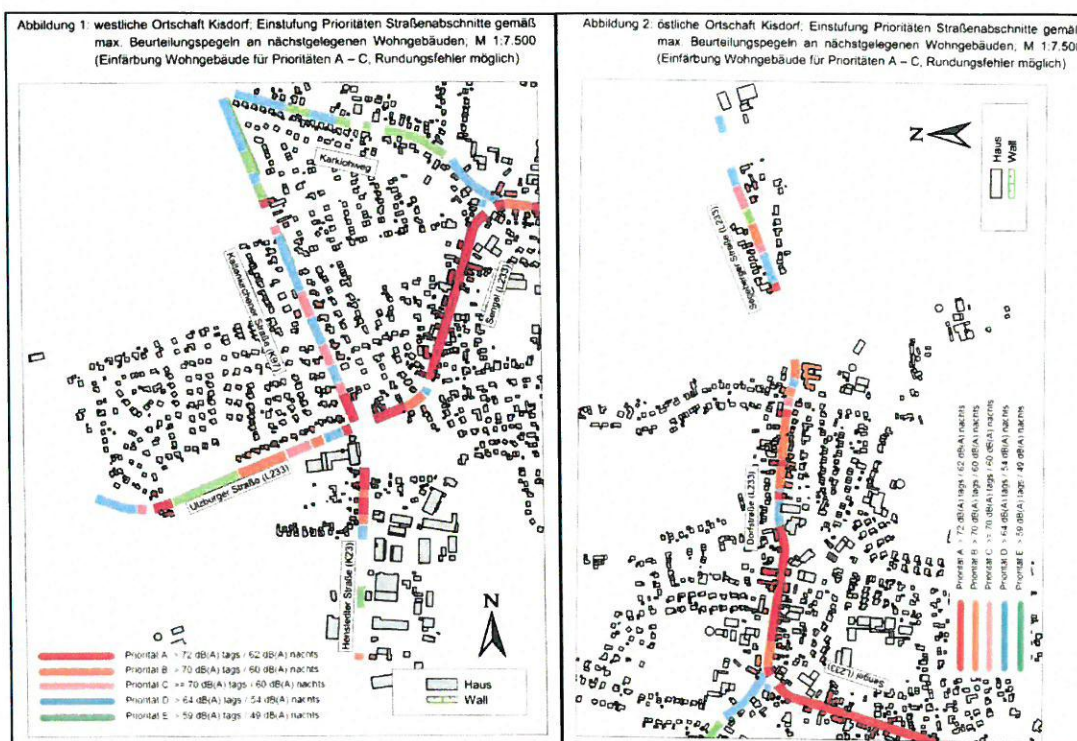 Abbildung 1: westliche Ortschaft Kisdorf; Einstufung Prioritäten Straßenabschnitte gemäß
max. Beurteilungspegeln an nächstgelegenen Wohngebäuden; M 1:7.500
(Einfärbung Wohngebäude für Prioritäten A – C, Rundungsfehler möglich)
Karklohweg
Kaltenkirchener Straße (K97)
Sengel (L233)
Ulzburger Straße (L233)
Henstedter Straße (K23)
N
Priorität A > 72 dB(A) tags / 62 dB(A) nachts
Priorität B > 70 dB(A) tags / 60 dB(A) nachts
Priorität C >= 70 dB(A) tags / 60 dB(A) nachts
Priorität D > 64 dB(A) tags / 54 dB(A) nachts
Priorität E > 59 dB(A) tags / 49 dB(A) nachts
Haus
Wall
Abbildung 2: östliche Ortschaft Kisdorf; Einstufung Prioritäten Straßenabschnitte gemäß
max. Beurteilungspegeln an nächstgelegenen Wohngebäuden; M 1:7.500
(Einfärbung Wohngebäude für Prioritäten A – C, Rundungsfehler möglich)
N
Haus
Wall
Segeberger Straße (L233)
Dorfstraße (L233)
Sengel (L233)
Priorität A > 72 dB(A) tags / 62 dB(A) nachts
Priorität B > 70 dB(A) tags / 60 dB(A) nachts
Priorität C >= 70 dB(A) tags / 60 dB(A) nachts
Priorität D > 64 dB(A) tags / 54 dB(A) nachts
Priorität E > 59 dB(A) tags / 49 dB(A) nachts